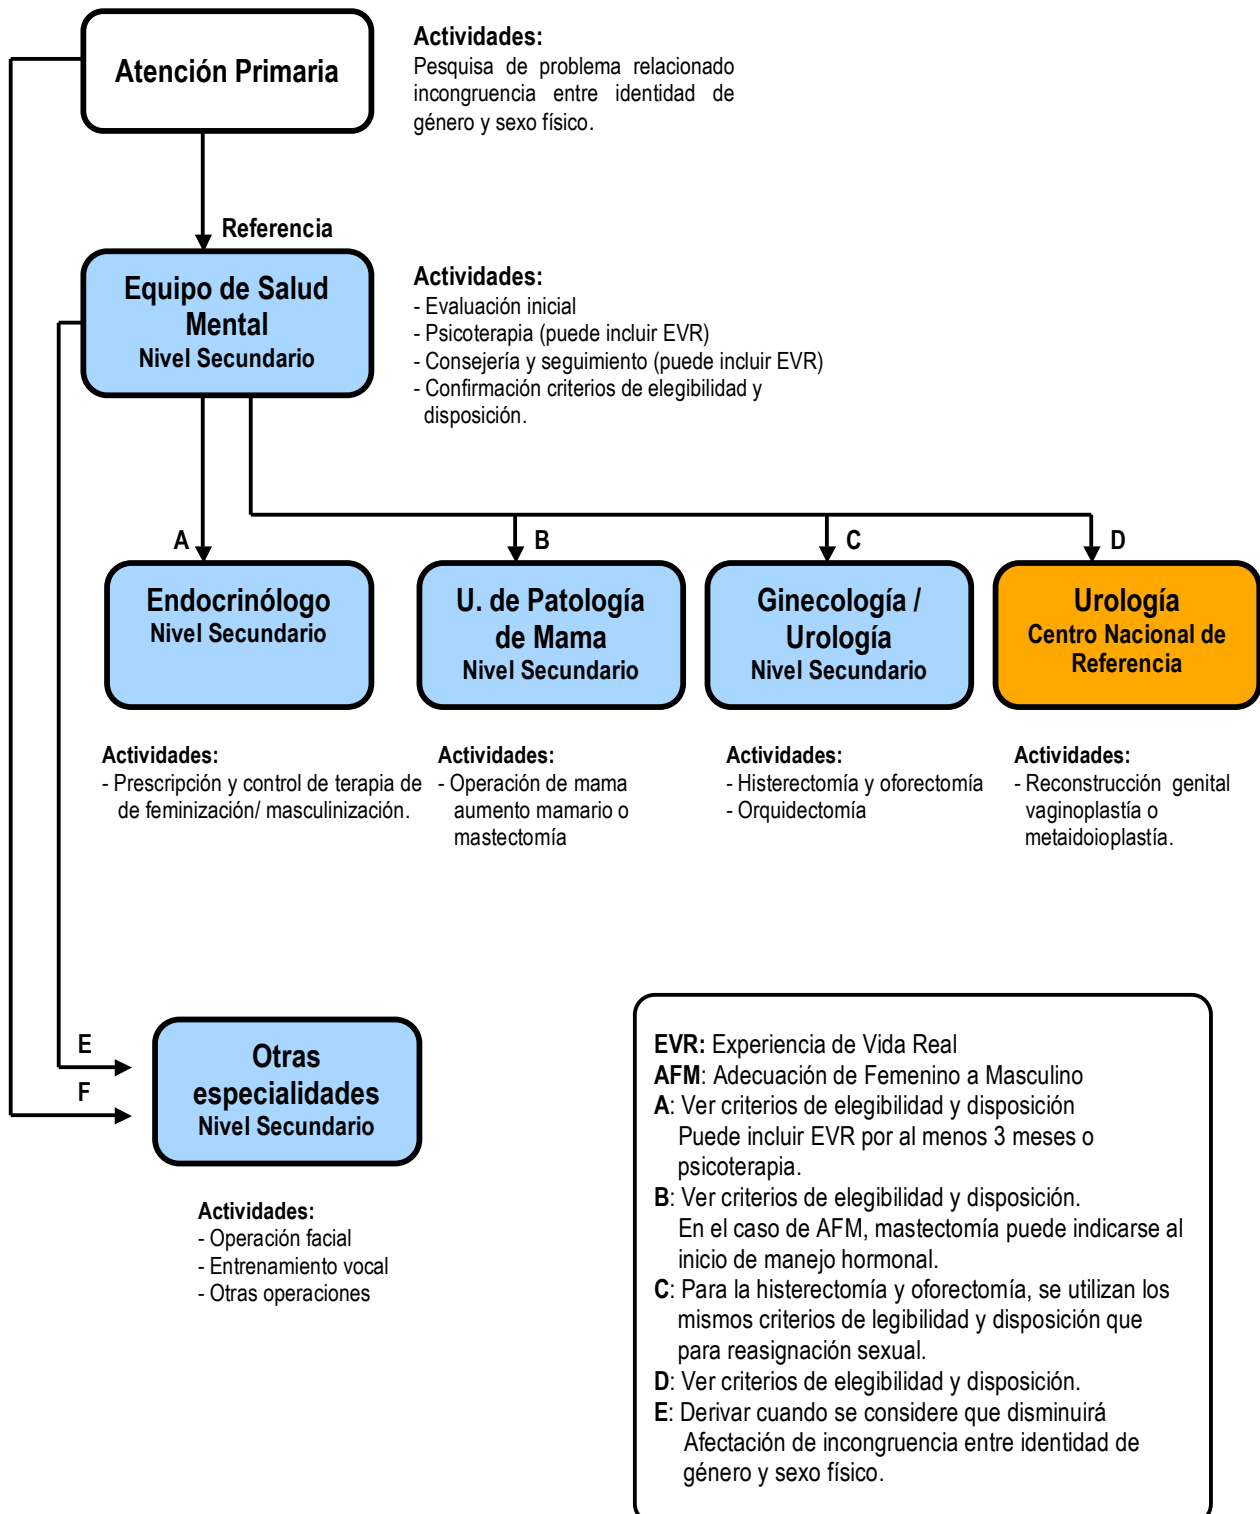 Atención Primaria
Actividades:
Pesquisa de problema relacionado
incongruencia entre identidad de
género y sexo físico.
Referencia
Equipo de Salud
Mental
Nivel Secundario
Actividades:
- Evaluación inicial
- Psicoterapia (puede incluir EVR)
- Consejería y seguimiento (puede incluir EVR)
- Confirmación criterios de elegibilidad y
disposición.
A
B
C
D
Endocrinólogo
Nivel Secundario
U. de Patología
de Mama
Nivel Secundario
Ginecología /
Urología
Nivel Secundario
Urología
Centro Nacional de
Referencia
Actividades:
- Prescripción y control de terapia de
de feminización/ masculinización.
Actividades:
- Operación de mama
aumento mamario o
mastectomía
Actividades:
- Histerectomía y oforectomía
- Orquidectomía
Actividades:
- Reconstrucción genital
vaginoplastía o
metaidoioplastía.
E
F
Otras
especialidades
Nivel Secundario
Actividades:
- Operación facial
- Entrenamiento vocal
- Otras operaciones
EVR: Experiencia de Vida Real
AFM: Adecuación de Femenino a Masculino
A: Ver criterios de elegibilidad y disposición
Puede incluir EVR por al menos 3 meses o
psicoterapia.
B: Ver criterios de elegibilidad y disposición.
En el caso de AFM, mastectomía puede indicarse al
inicio de manejo hormonal.
C: Para la histerectomía y oforectomía, se utilizan los
mismos criterios de legibilidad y disposición que
para reasignación sexual.
D: Ver criterios de elegibilidad y disposición.
E: Derivar cuando se considere que disminuirá
Afectación de incongruencia entre identidad de
género y sexo físico.